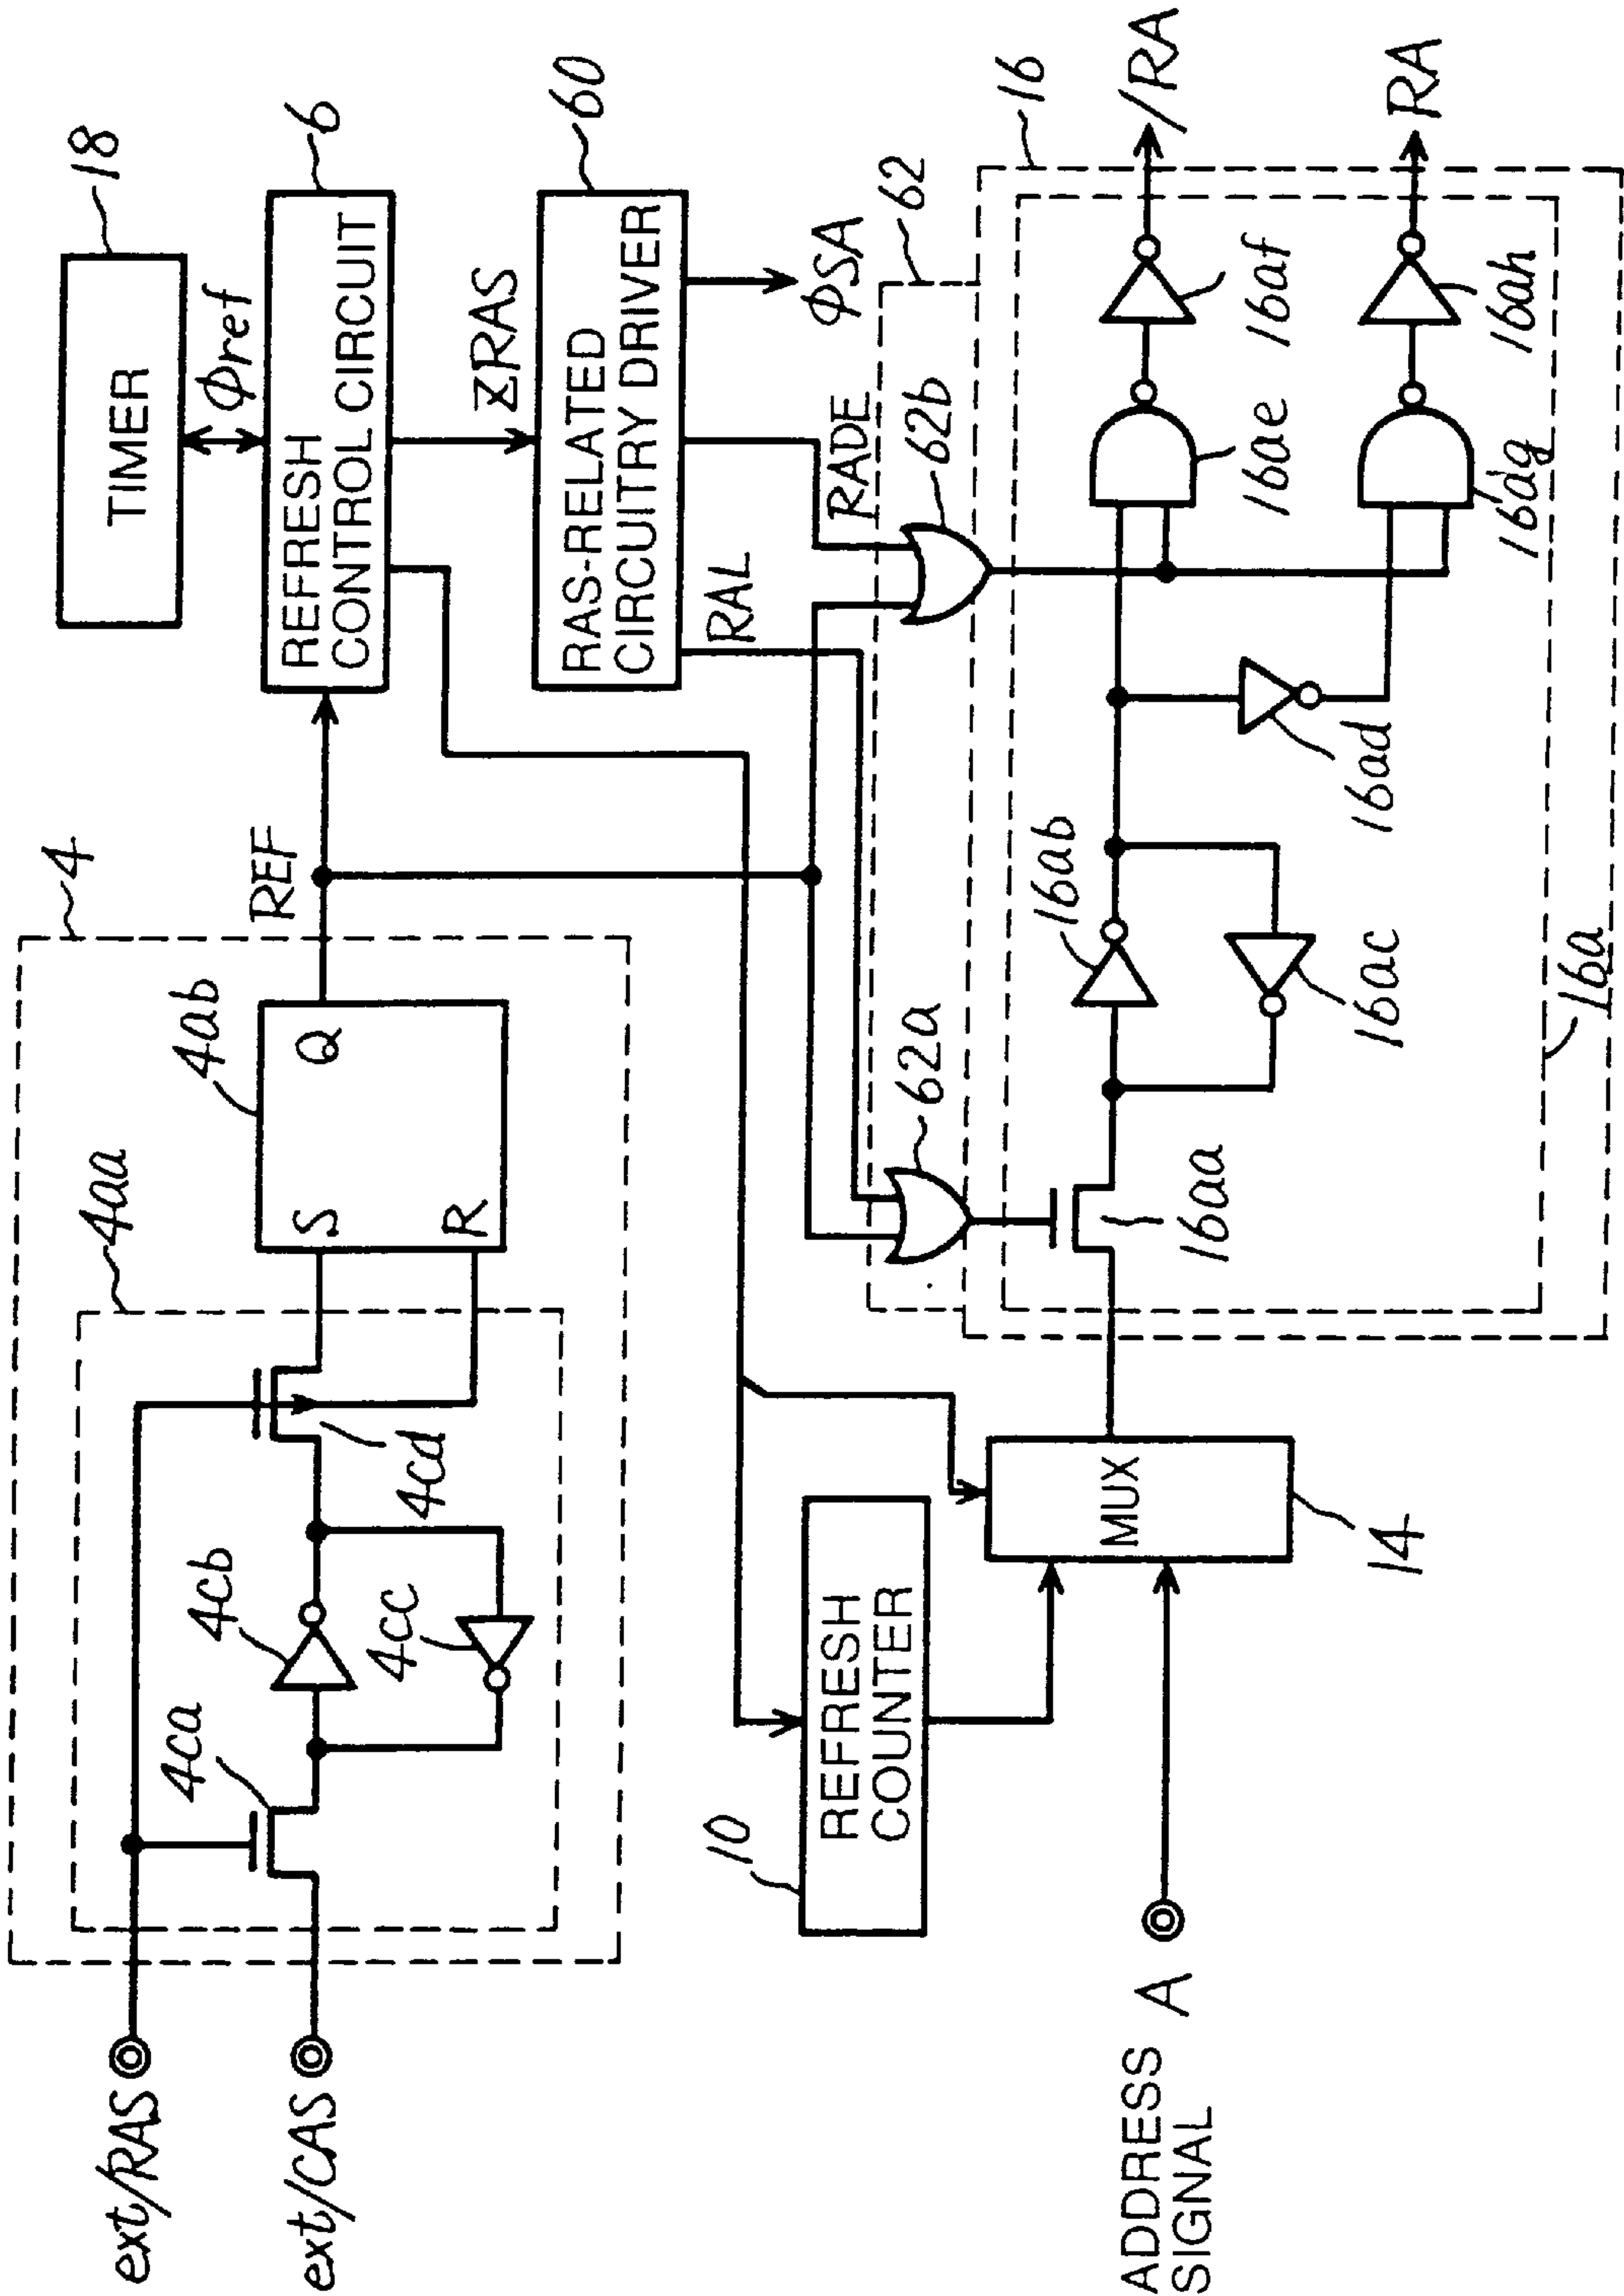 18
TIMER
Φref
6
REFRESH
CONTROL CIRCUIT
ZRAS
60
RAS-RELATED
CIRCUITRY DRIVER
ΦSA
RADE
RAL
REF
4
4aa
4ab
S
R
Q
4ca
4cb
4cc
4cd
ext/RAS
ext/CAS
10
REFRESH
COUNTER
MUX
14
ADDRESS
SIGNAL
A
62
62a
62b
16
16a
16aa
16ab
16ac
16ad
16ae
16af
16dg
16ah
/RA
RA